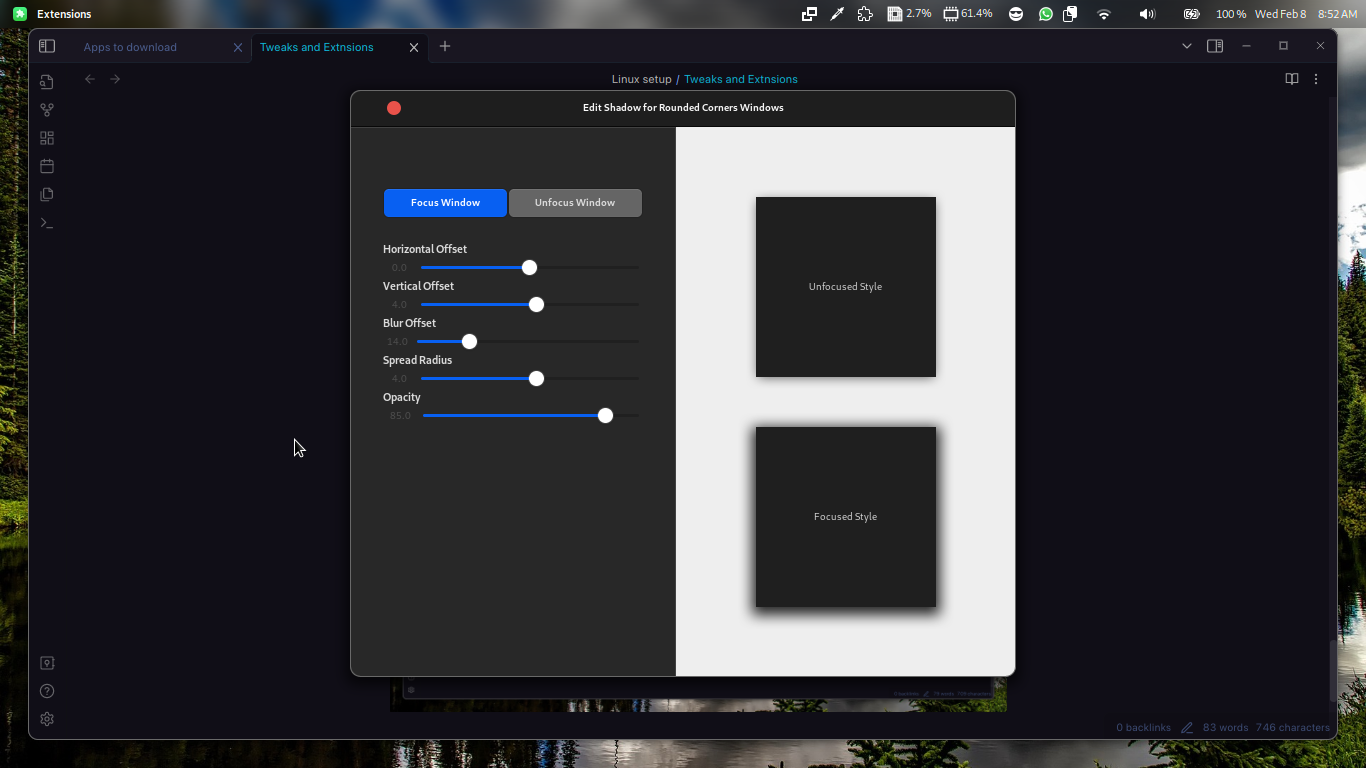 Extensions
2.7%
61.4%
100 %
Wed Feb 8
8:52 AM
Apps to download
Tweaks and Extnsions
Linux setup / Tweaks and Extnsions
Edit Shadow for Rounded Corners Windows
Focus Window
Unfocus Window
Horizontal Offset
0.0
Vertical Offset
4.0
Blur Offset
14.0
Spread Radius
4.0
Opacity
85.0
Unfocused Style
Focused Style
0 backlinks
83 words
746 characters